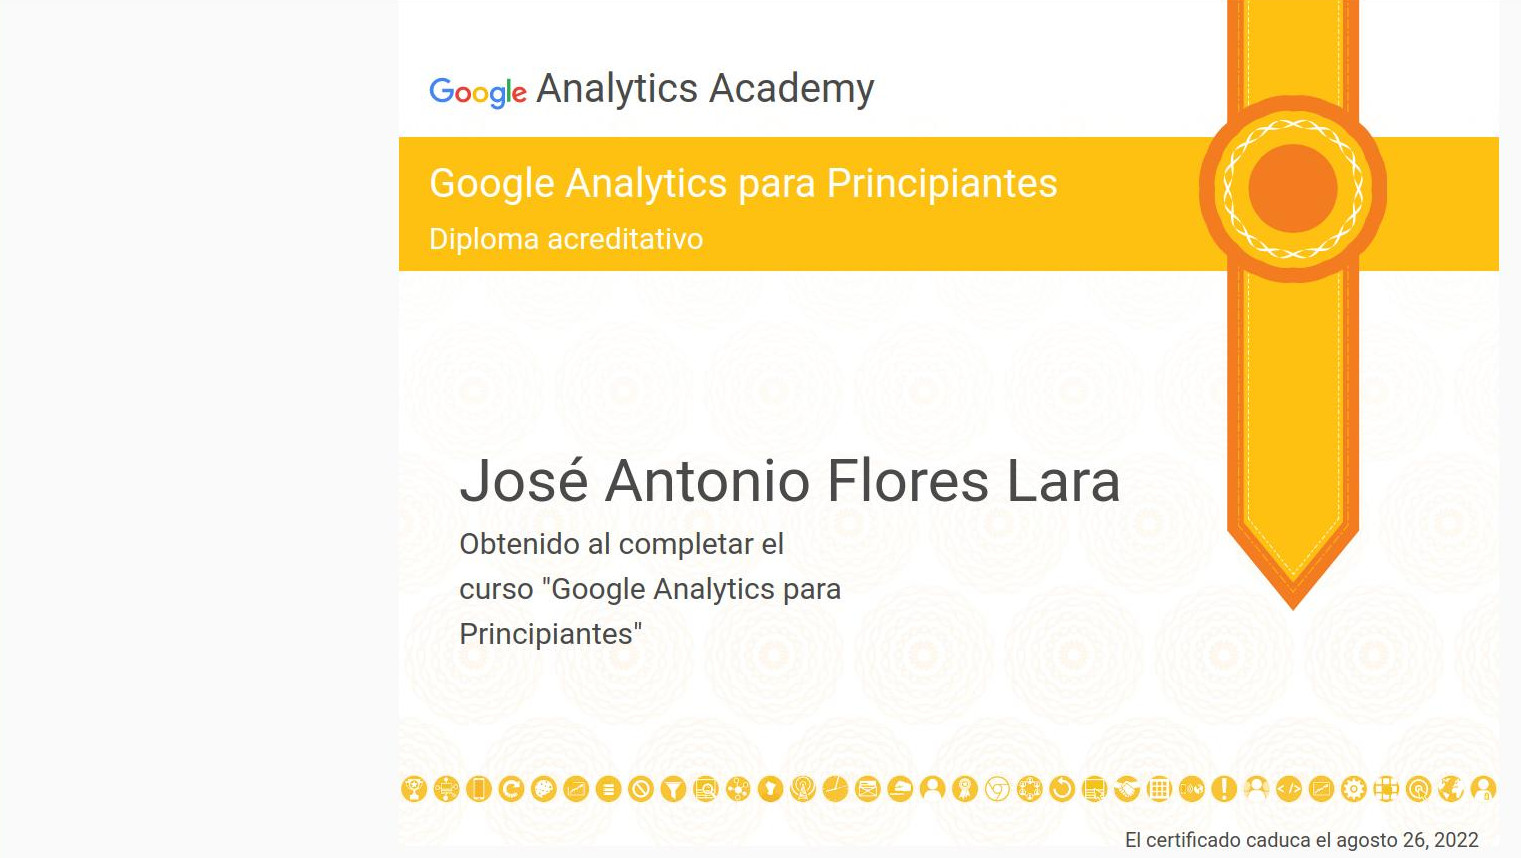 Google Analytics Academy
Google Analytics para Principiantes
Diploma acreditativo
José Antonio Flores Lara
Obtenido al completar el
curso "Google Analytics para
Principiantes"
El certificado caduca el agosto 26, 2022